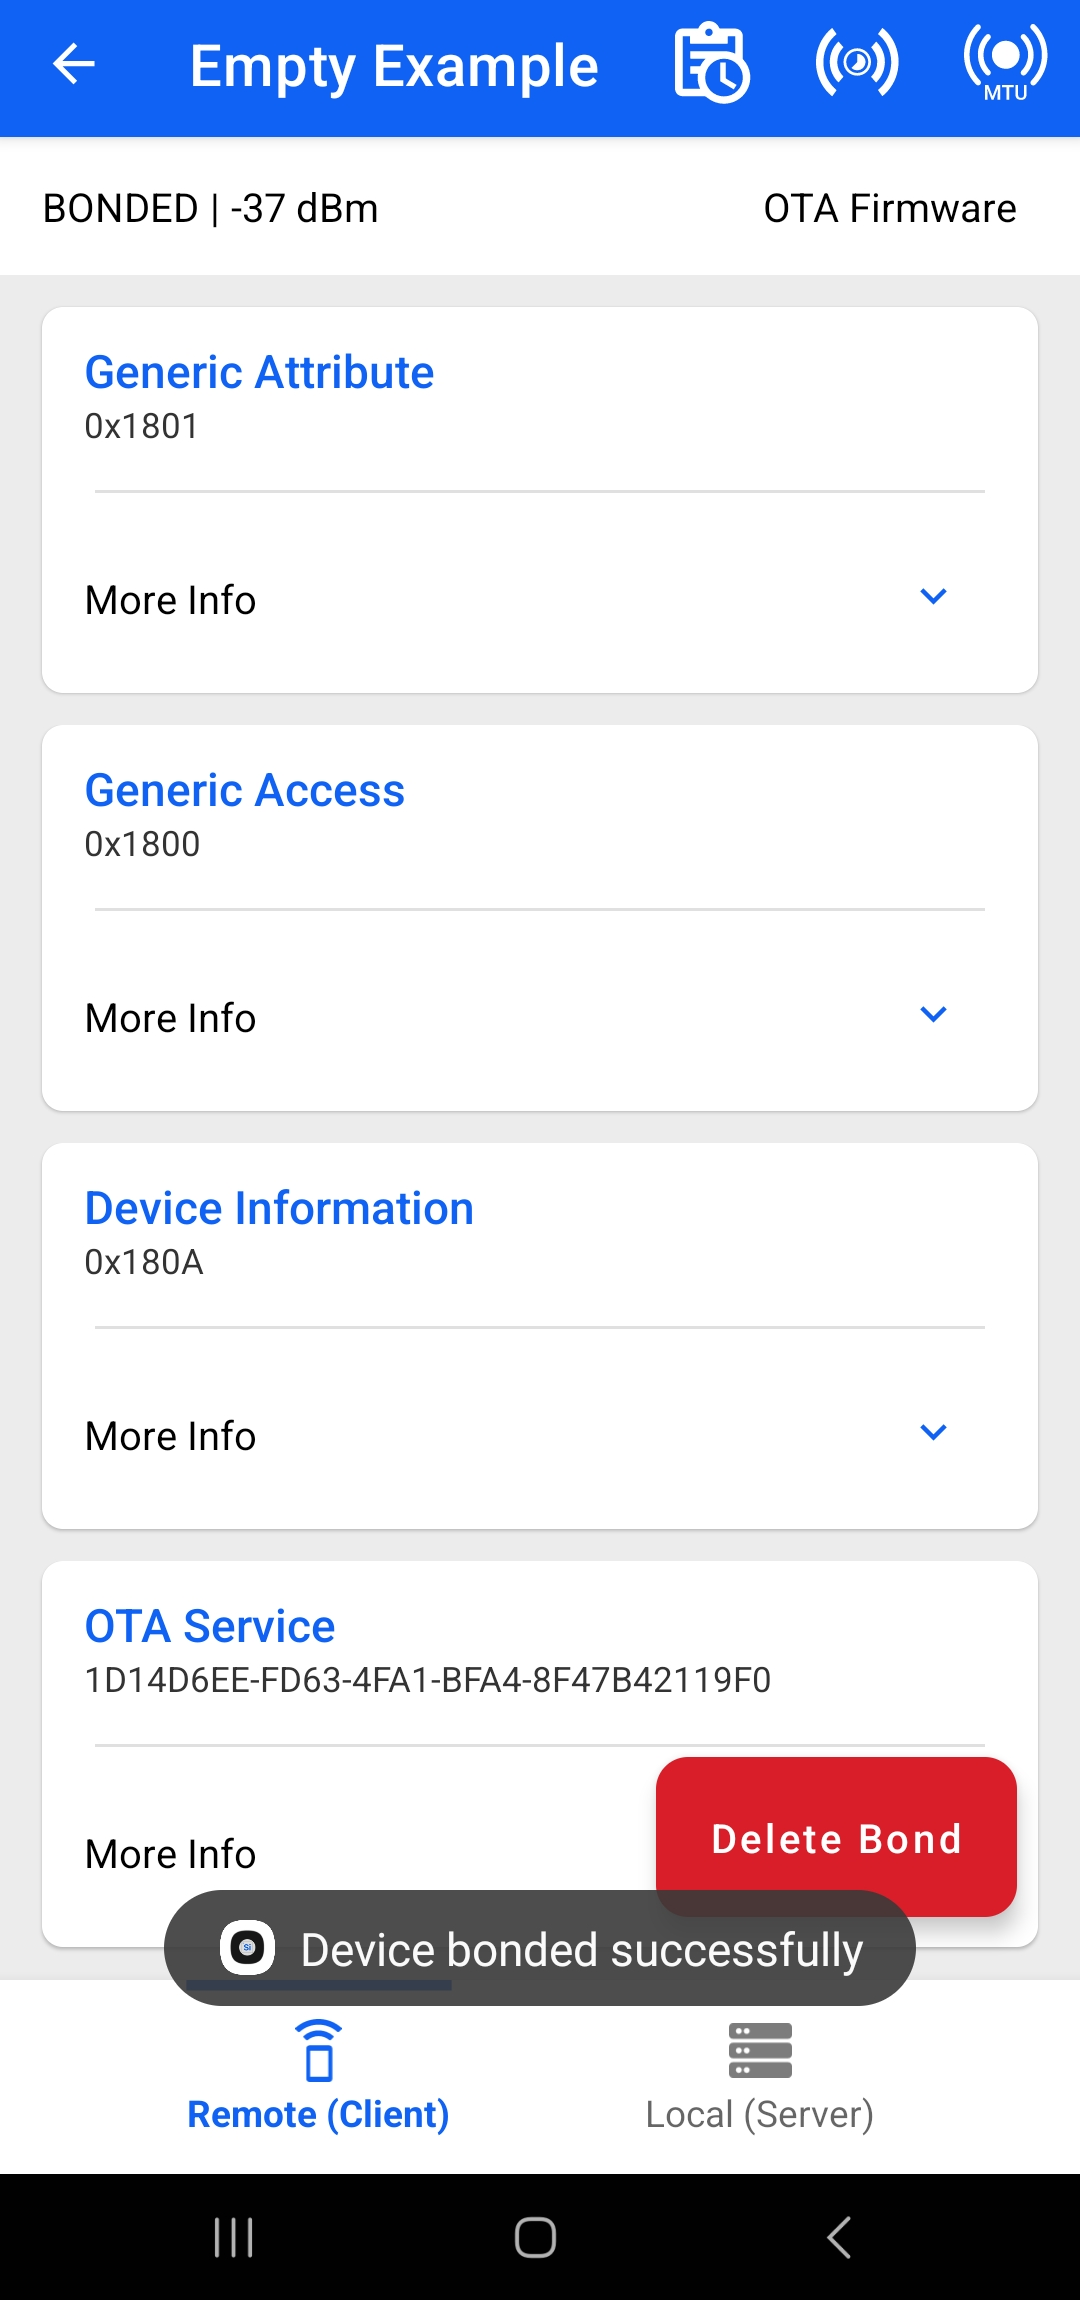 Empty Example
MTU
BONDED | -37 dBm
OTA Firmware
Generic Attribute
0x1801
More Info
Generic Access
0x1800
More Info
Device Information
0x180A
More Info
OTA Service
1D14D6EE-FD63-4FA1-BFA4-8F47B42119F0
More Info
Delete Bond
Si
Device bonded successfully
Remote (Client)
Local (Server)